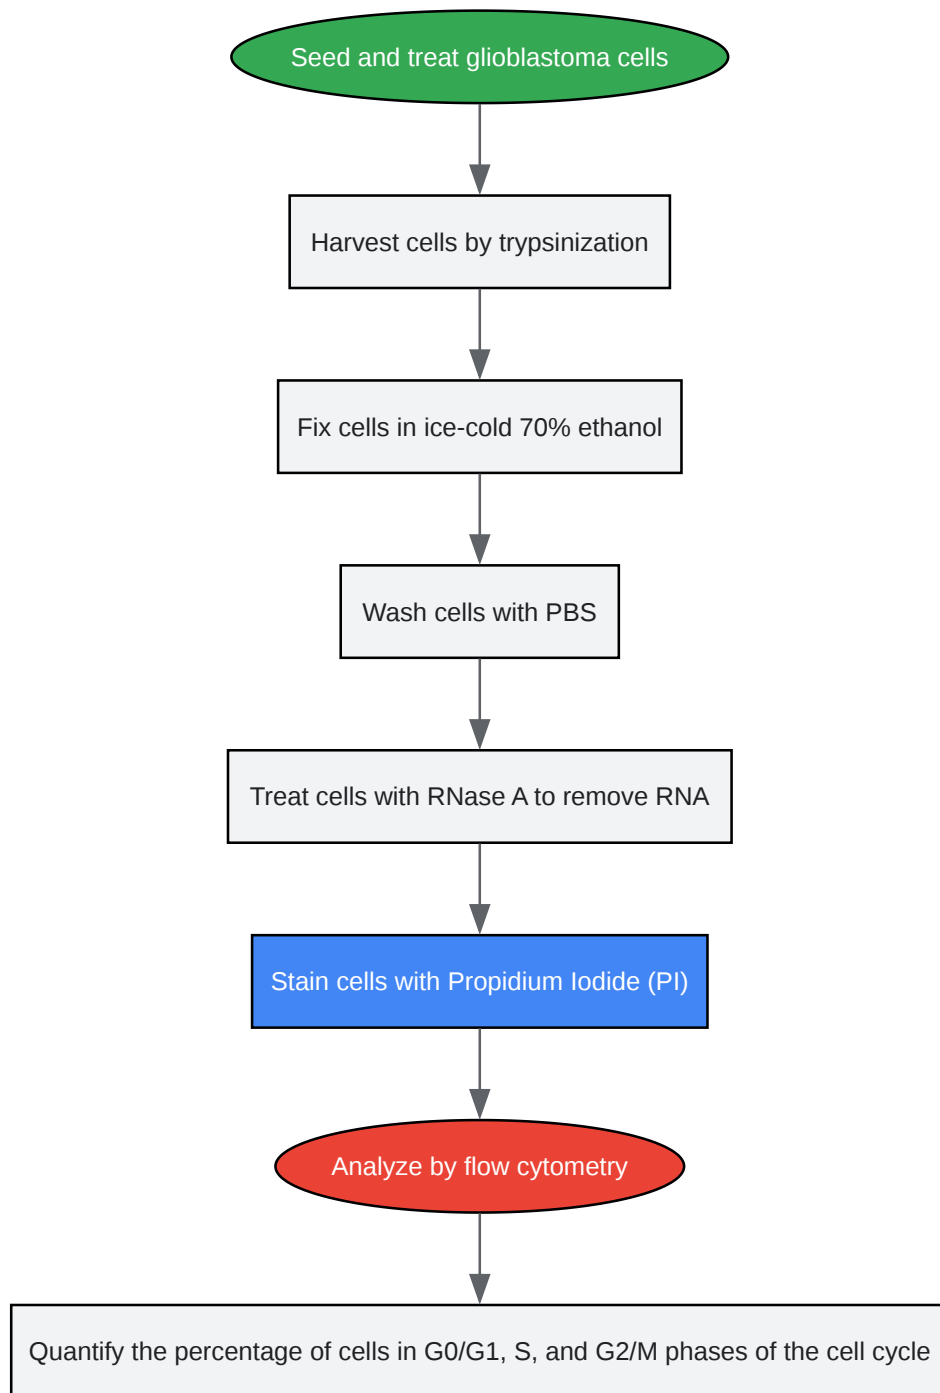 Seed and treat glioblastoma cells
Harvest cells by trypsinization
Fix cells in ice-cold 70% ethanol
Wash cells with PBS
Treat cells with RNase A to remove RNA
Stain cells with Propidium Iodide (PI)
Analyze by flow cytometry
Quantify the percentage of cells in G0/G1, S, and G2/M phases of the cell cycle